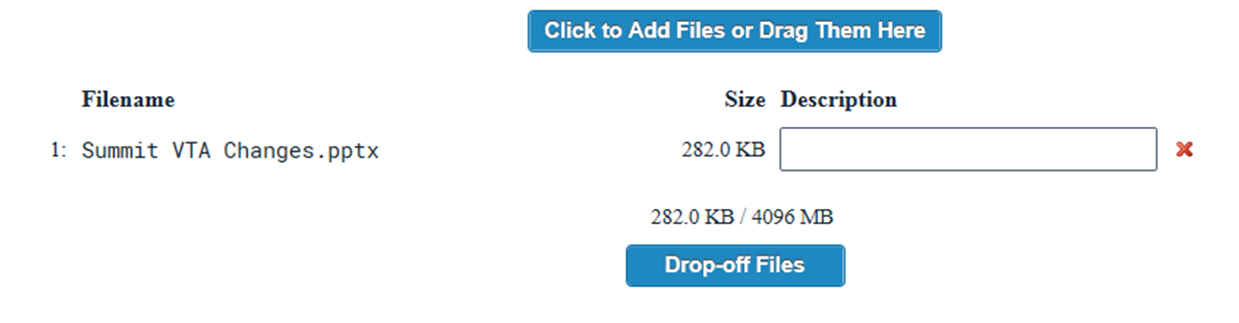 Click to Add Files or Drag Them Here
Filename Size Description
1: Summit VTA Changes.pptx 282.0 KB
282.0 KB / 4096 MB
Drop-off Files